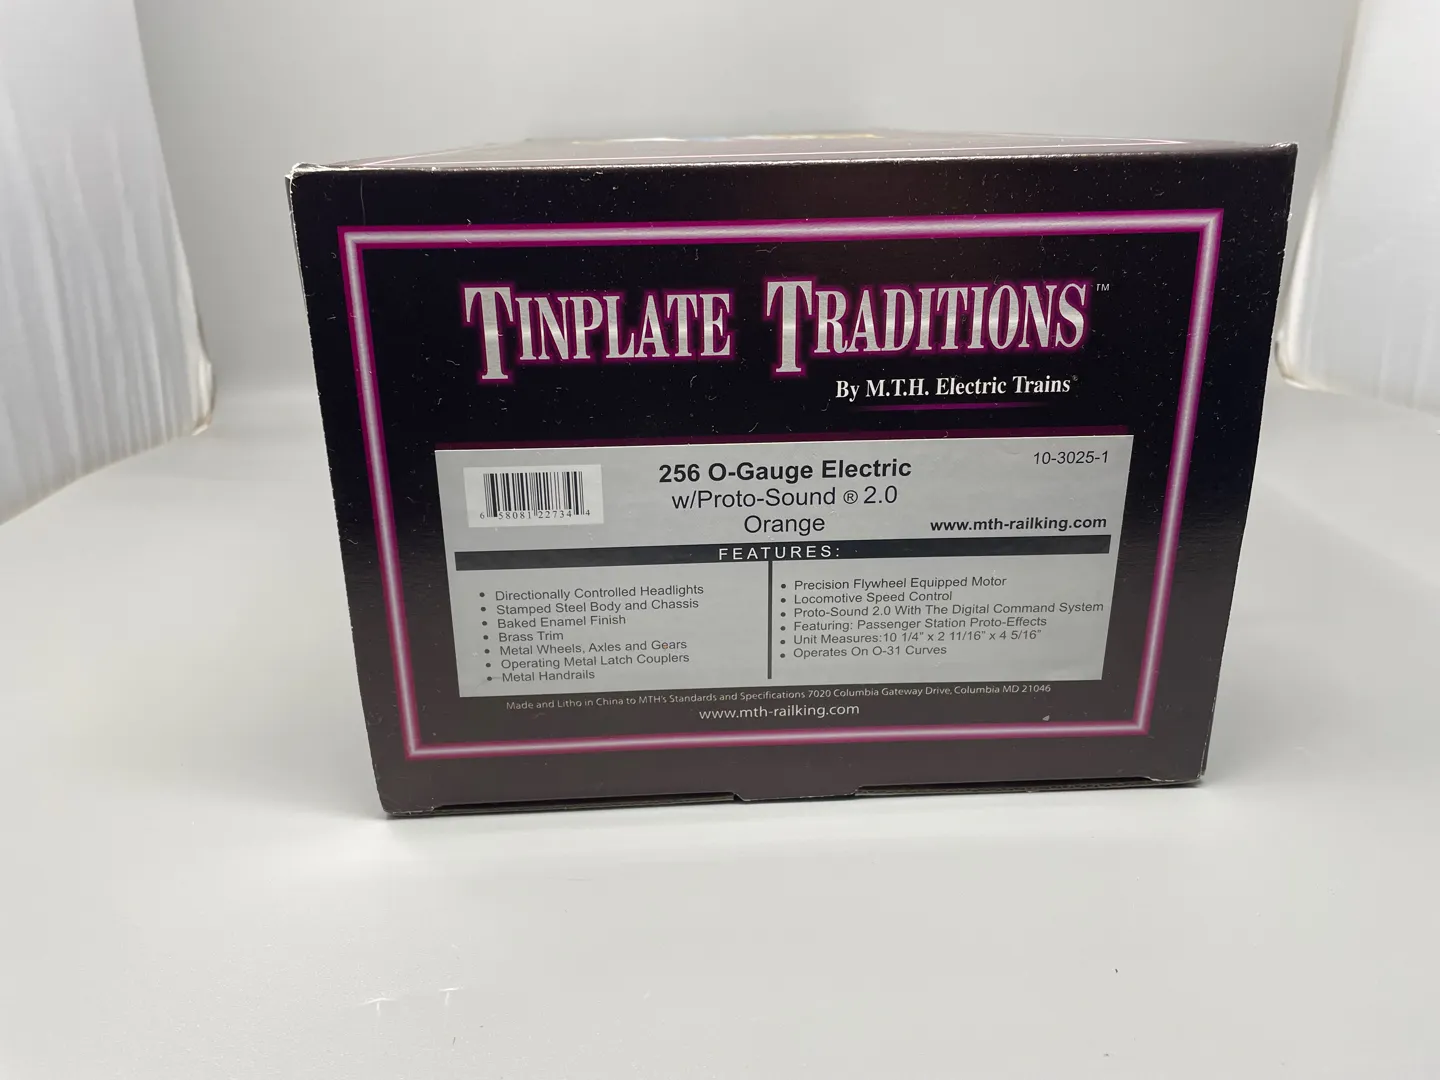 TINPLATE TRADITIONS™
By M.T.H. Electric Trains®
10-3025-1
256 O-Gauge Electric
w/Proto-Sound ® 2.0
Orange
www.mth-railking.com
6 58081 22734 4
FEATURES:
• Directionally Controlled Headlights
• Stamped Steel Body and Chassis
• Baked Enamel Finish
• Brass Trim
• Metal Wheels, Axles and Gears
• Operating Metal Latch Couplers
• Metal Handrails
• Precision Flywheel Equipped Motor
• Locomotive Speed Control
• Proto-Sound 2.0 With The Digital Command System
• Featuring: Passenger Station Proto-Effects
• Unit Measures:10 1/4" x 2 11/16" x 4 5/16"
• Operates On O-31 Curves
Made and Litho in China to MTH's Standards and Specifications 7020 Columbia Gateway Drive, Columbia MD 21046
www.mth-railking.com